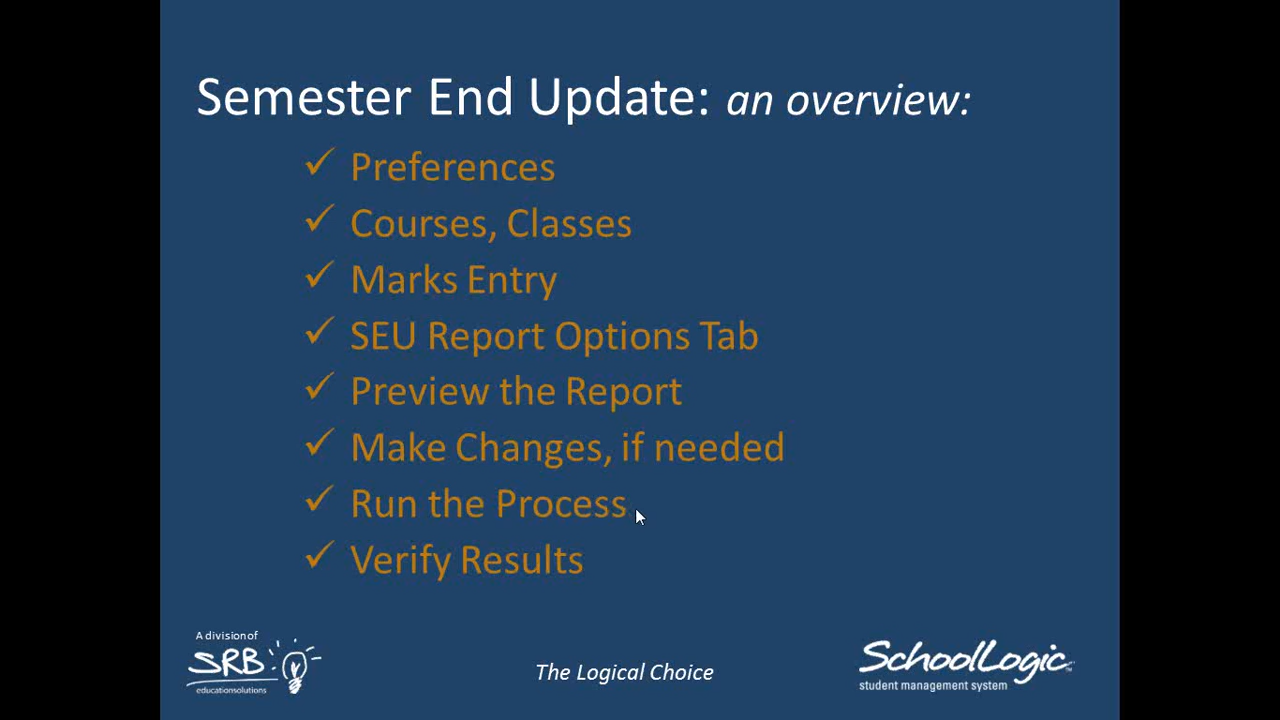 Semester End Update: an overview:
✓ Preferences
✓ Courses, Classes
✓ Marks Entry
✓ SEU Report Options Tab
✓ Preview the Report
✓ Make Changes, if needed
✓ Run the Process
✓ Verify Results
A division of
SRB
educationsolutions
The Logical Choice
SchoolLogic™
student management system